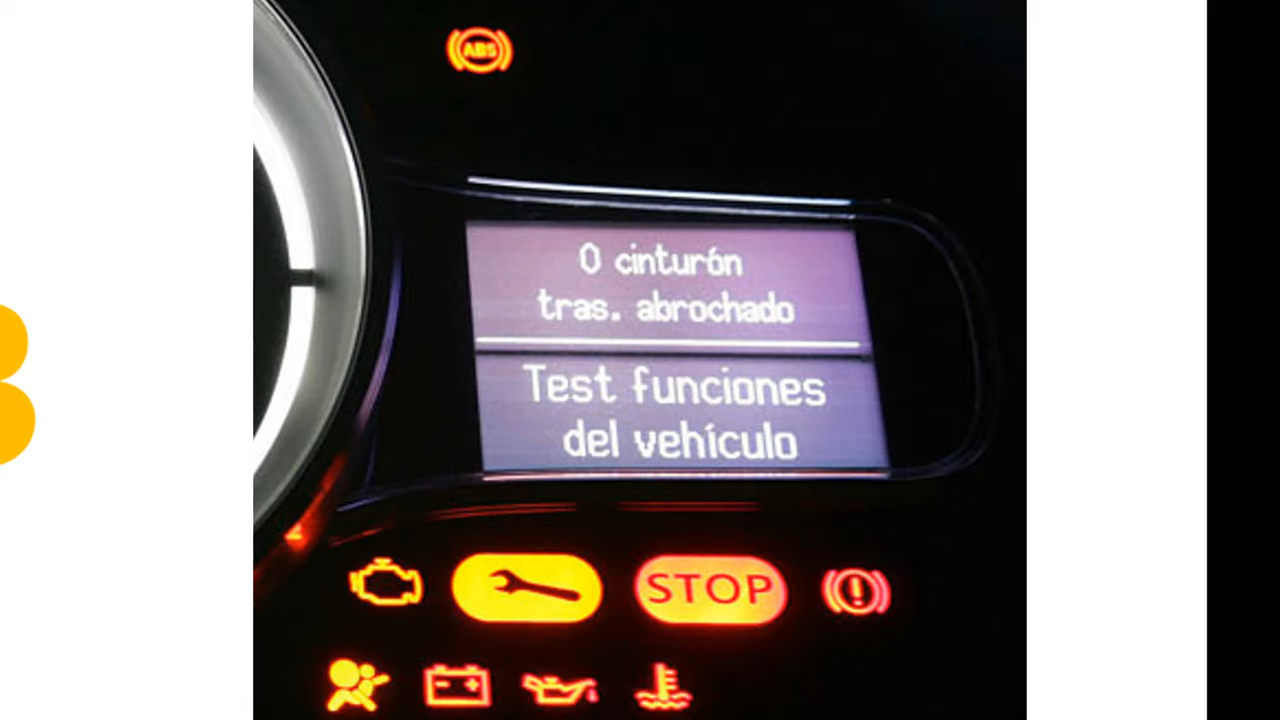 ABS
0 cinturón
tras. abrochado
Test funciones
del vehículo
STOP